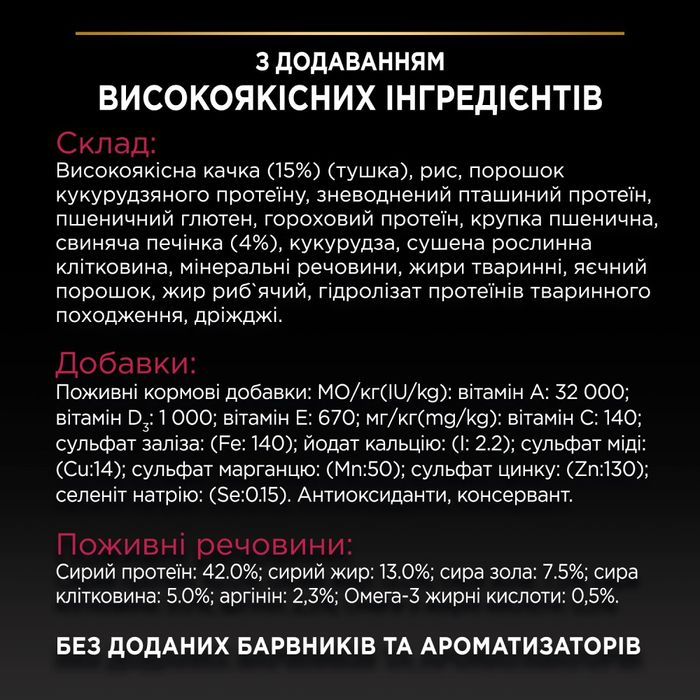 З ДОДАВАННЯМ
ВИСОКОЯКІСНИХ ІНГРЕДІЄНТІВ
Склад:
Високоякісна качка (15%) (тушка), рис, порошок
кукурудзяного протеїну, зневоднений пташиний протеїн,
пшеничний глютен, гороховий протеїн, крупка пшенична,
свиняча печінка (4%), кукурудза, сушена рослинна
клітковина, мінеральні речовини, жири тваринні, яєчний
порошок, жир риб`ячий, гідролізат протеїнів тваринного
походження, дріжджі.
Добавки:
Поживні кормові добавки: МО/кг(IU/kg): вітамін А: 32 000;
вітамін D₃: 1 000; вітамін Е: 670; мг/кг(mg/kg): вітамін С: 140;
сульфат заліза: (Fe: 140); йодат кальцію: (I: 2.2); сульфат міді:
(Cu:14); сульфат марганцю: (Mn:50); сульфат цинку: (Zn:130);
селеніт натрію: (Se:0.15). Антиоксиданти, консервант.
Поживні речовини:
Сирий протеїн: 42.0%; сирий жир: 13.0%; сира зола: 7.5%; сира
клітковина: 5.0%; аргінін: 2,3%; Омега-3 жирні кислоти: 0,5%.
БЕЗ ДОДАНИХ БАРВНИКІВ ТА АРОМАТИЗАТОРІВ